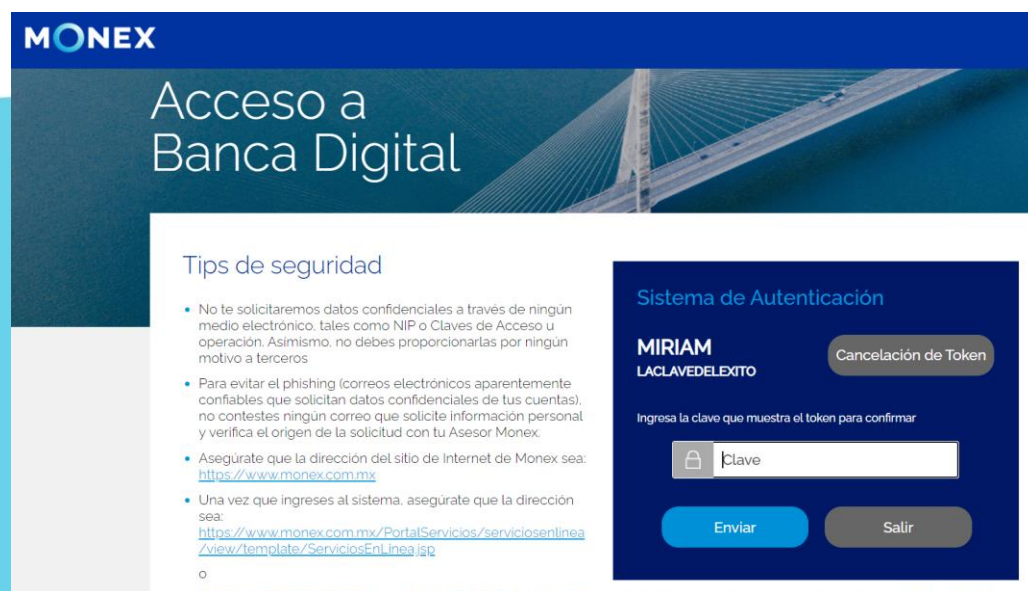 MONEX
Acceso a
Banca Digital
Tips de seguridad
No te solicitaremos datos confidenciales a través de ningún
medio electrónico, tales como NIP o Claves de Acceso u
operación. Asimismo, no debes proporcionarlas por ningún
motivo a terceros
Para evitar el phishing (correos electrónicos aparentemente
confiables que solicitan datos confidenciales de tus cuentas),
no contestes ningún correo que solicite información personal
y verifica el origen de la solicitud con tu Asesor Monex.
Asegúrate que la dirección del sitio de Internet de Monex sea:
https://www.monex.com.mx
Una vez que ingreses al sistema, asegúrate que la dirección
sea:
https://www.monex.com.mx/PortalServicios/serviciosenlinea
/view/template/ServiciosEnLinea.jsp
o
Sistema de Autenticación
MIRIAM
LACLAVEDELEXITO
Cancelación de Token
Ingresa la clave que muestra el token para confirmar
Clave
Enviar
Salir